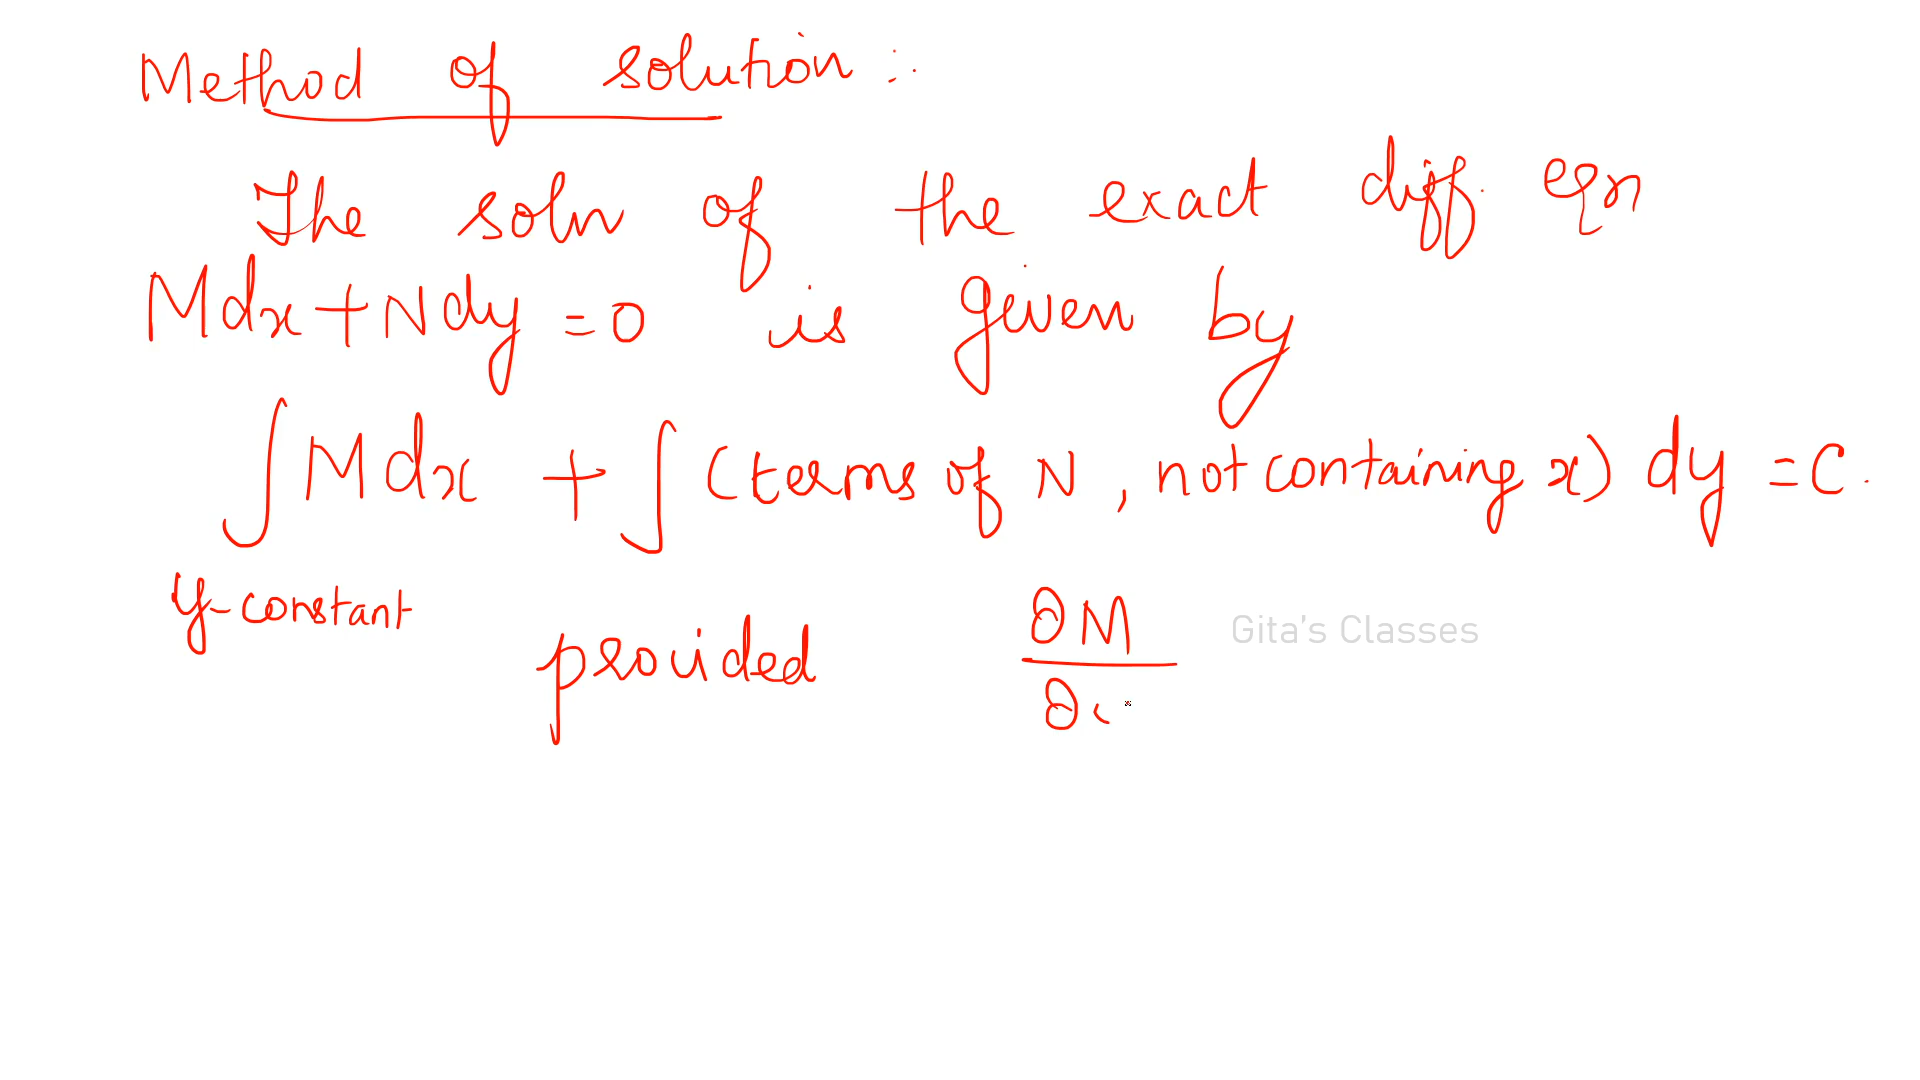 Method of solution :-
The soln of the exact diff. eqn
Mdx + Ndy = 0 is given by
∫ Mdx + ∫ (terms of N, not containing x) dy = C.
y-constant
provided ∂M
Gita's Classes
∂